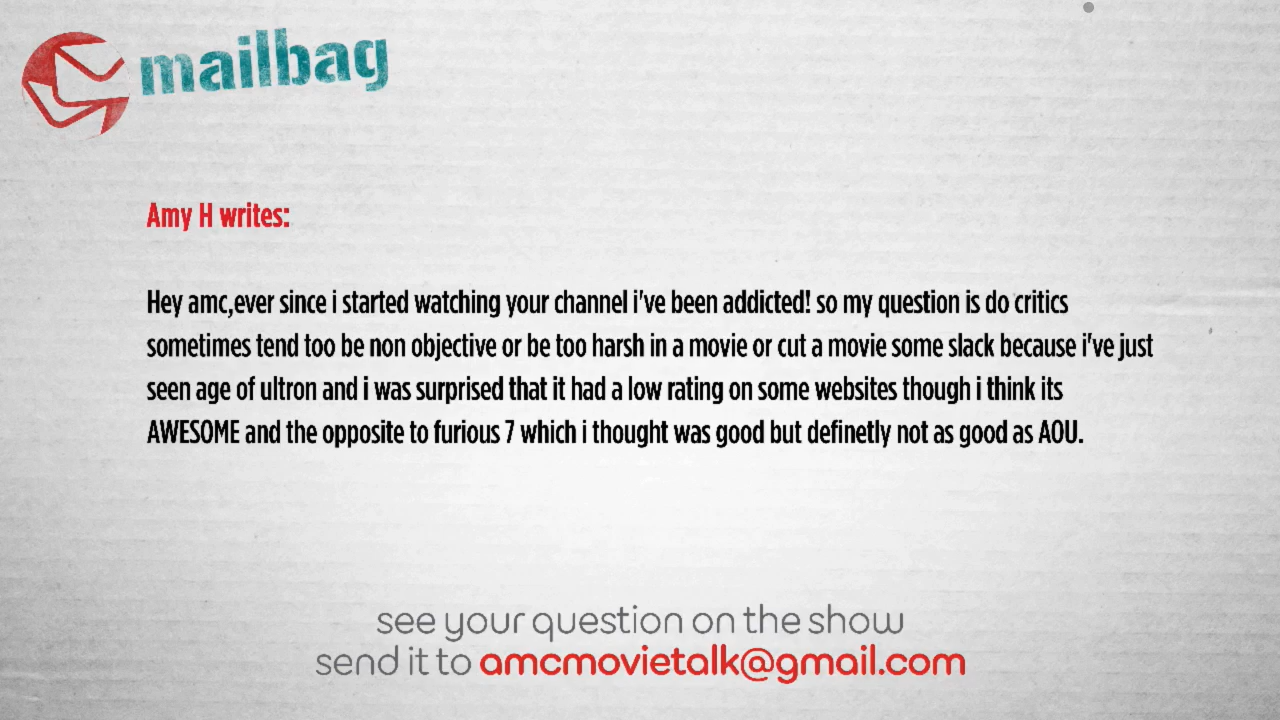 mailbag
Amy H writes:
Hey amc,ever since i started watching your channel i've been addicted! so my question is do critics
sometimes tend too be non objective or be too harsh in a movie or cut a movie some slack because i've just
seen age of ultron and i was surprised that it had a low rating on some websites though i think its
AWESOME and the opposite to furious 7 which i thought was good but definetly not as good as AOU.
see your question on the show
send it to amcmovietalk@gmail.com